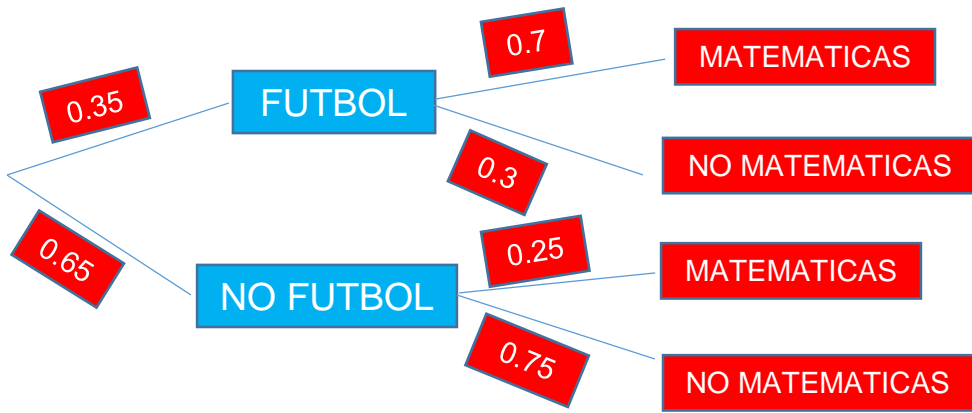 0.7
MATEMATICAS
0.35
FUTBOL
0.3
NO MATEMATICAS
0.65
NO FUTBOL
0.25
MATEMATICAS
0.75
NO MATEMATICAS